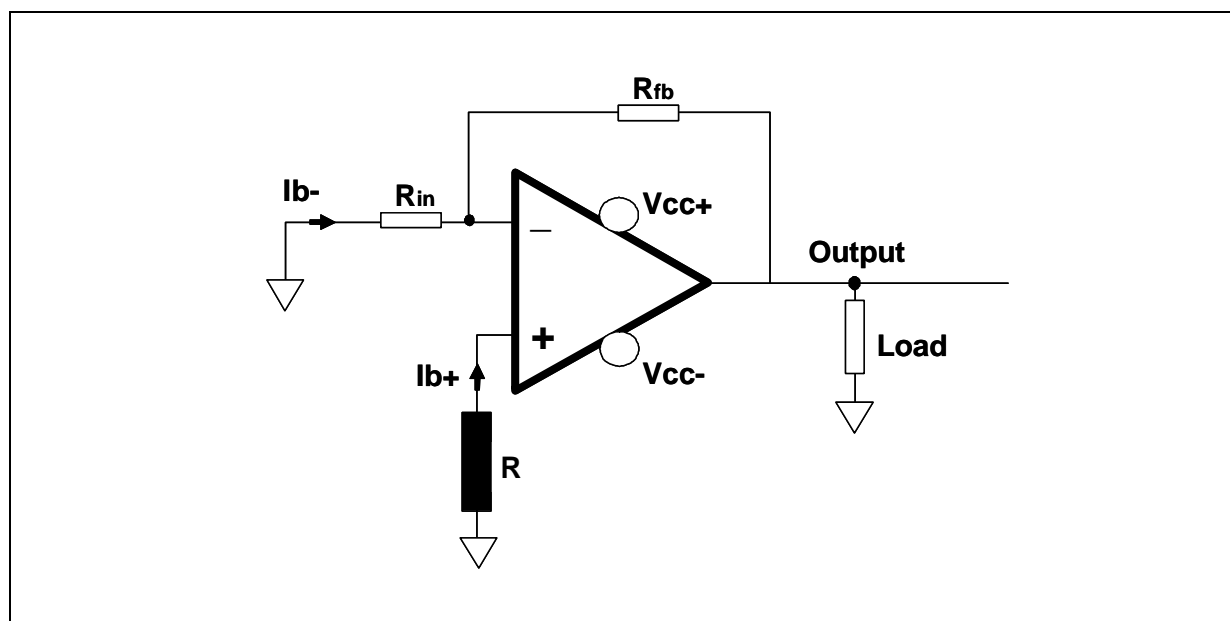 Rfb
Ib-
Rin
Vcc+
_
Output
+
Load
Ib+
Vcc-
R